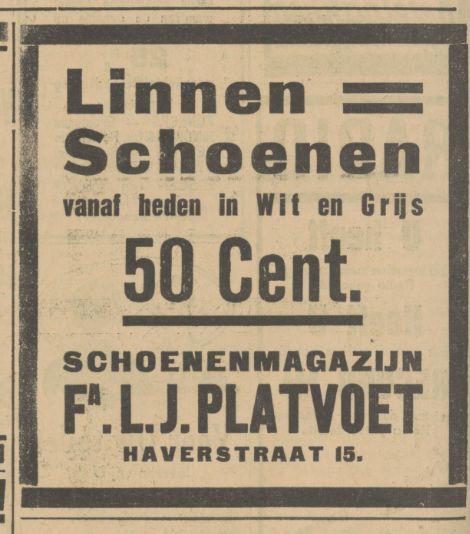 Linnen =
Schoenen
vanaf heden in Wit en Grijs
50 Cent.
SCHOENENMAGAZIJN
Fᴬ. L.J. PLATVOET
HAVERSTRAAT 15.